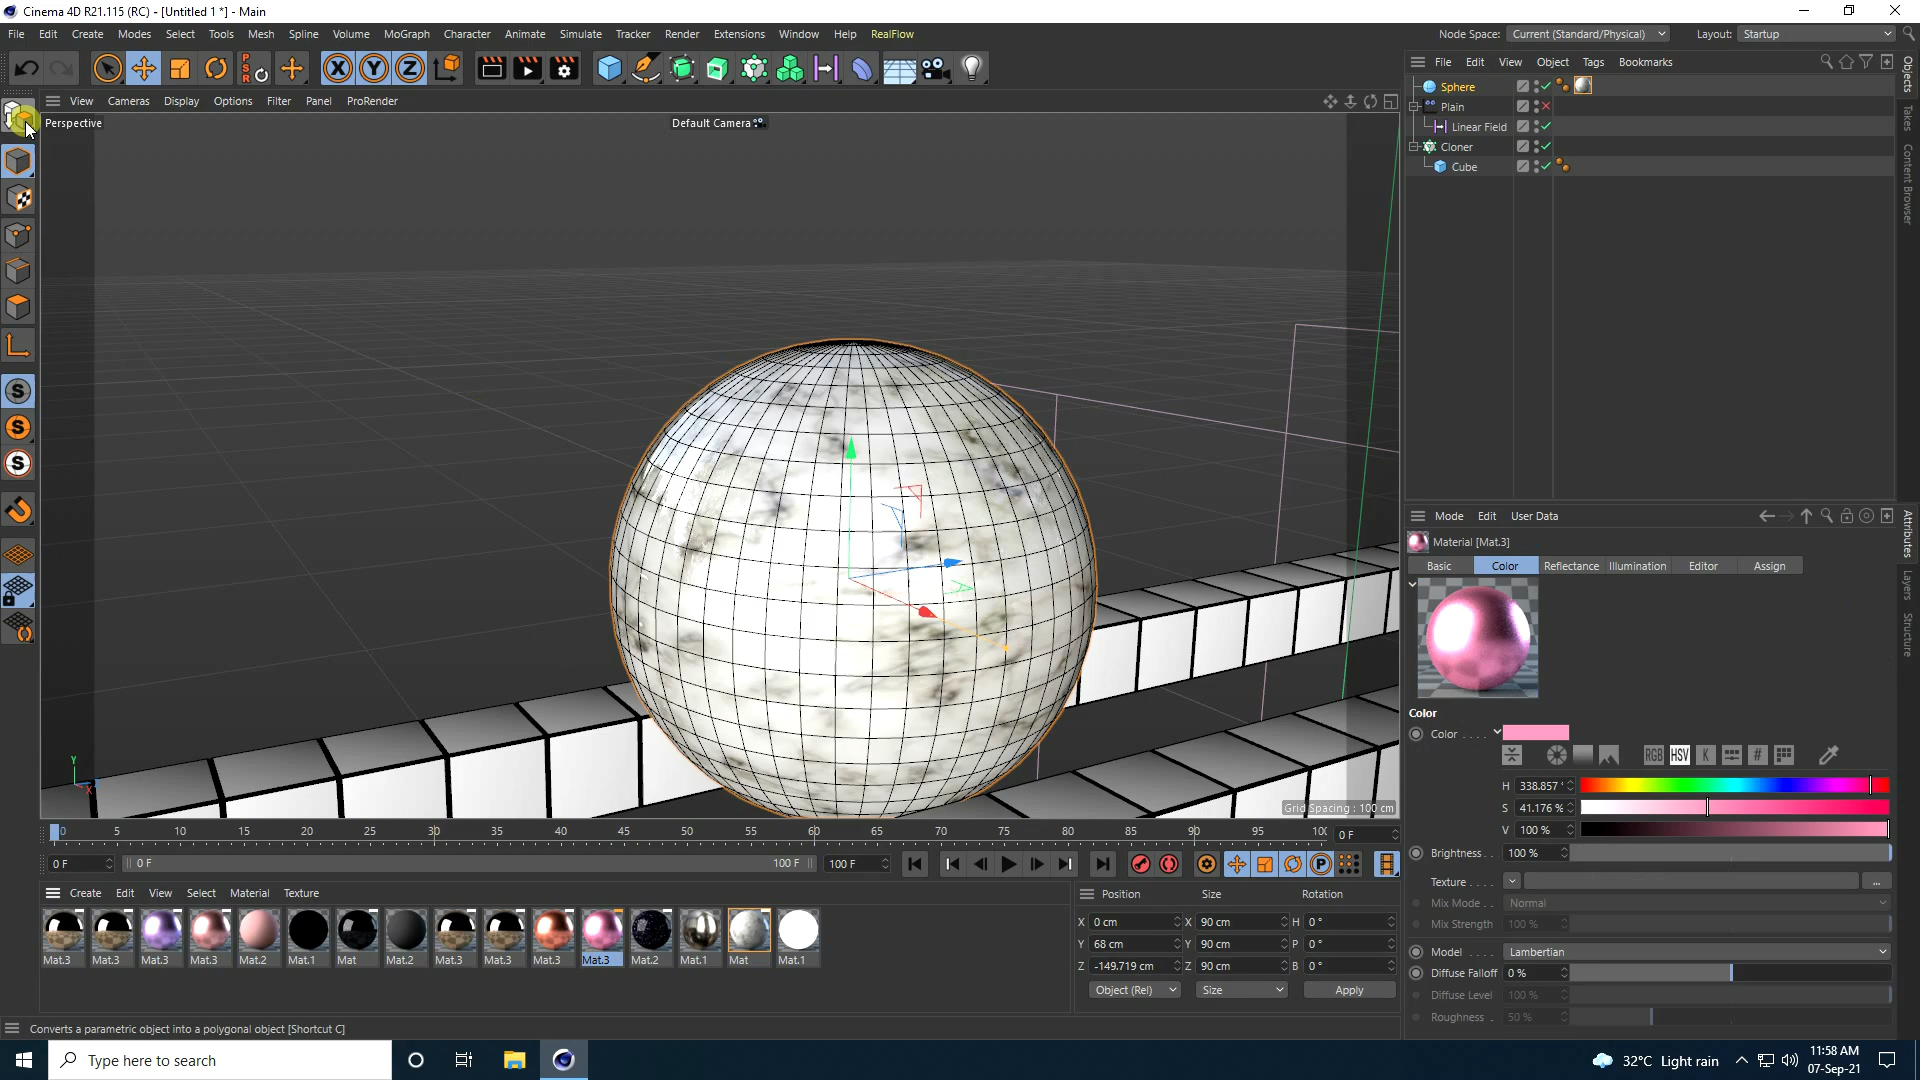 Cinema 4D R21.115 (RC) - [Untitled 1 *] - Main
File Edit Create Modes Select Tools Mesh Spline Volume MoGraph Character Animate Simulate Tracker Render Extensions Window Help RealFlow
Node Space: Current (Standard/Physical) Layout: Startup
X Y Z P S R
View Cameras Display Options Filter Panel ProRender
Perspective
Default Camera
S
S
S
Y
X
Grid Spacing : 100 cm
File Edit View Object Tags Bookmarks
Sphere
Plain
Linear Field
Cloner
Cube
Objects
Takes
Content Browser
Attributes
Layers
Structure
Mode Edit User Data
Material [Mat.3]
Basic Color Reflectance Illumination Editor Assign
Color
Color . . . .
RGB HSV K #
H 338.857 °
S 41.176 %
V 100 %
Brightness . . 100 %
Texture . . . . . ...
Mix Mode . . Normal
Mix Strength 100 %
Model . . . . Lambertian
Diffuse Falloff 0 %
Diffuse Level 100 %
Roughness . 50 %
0 5 10 15 20 25 30 35 40 45 50 55 60 65 70 75 80 85 90 95 100 0 F
0 F 0 F 100 F 100 F P
Create Edit View Select Material Texture
Mat.3 Mat.3 Mat.3 Mat.3 Mat.2 Mat.1 Mat Mat.2 Mat.3 Mat.3 Mat.3 Mat.3 Mat.2 Mat.1 Mat Mat.1
Position Size Rotation
X 0 cm X 90 cm H 0 °
Y 68 cm Y 90 cm P 0 °
Z -149.719 cm Z 90 cm B 0 °
Object (Rel) Size Apply
Converts a parametric object into a polygonal object [Shortcut C]
Type here to search
32°C Light rain
11:58 AM
07-Sep-21